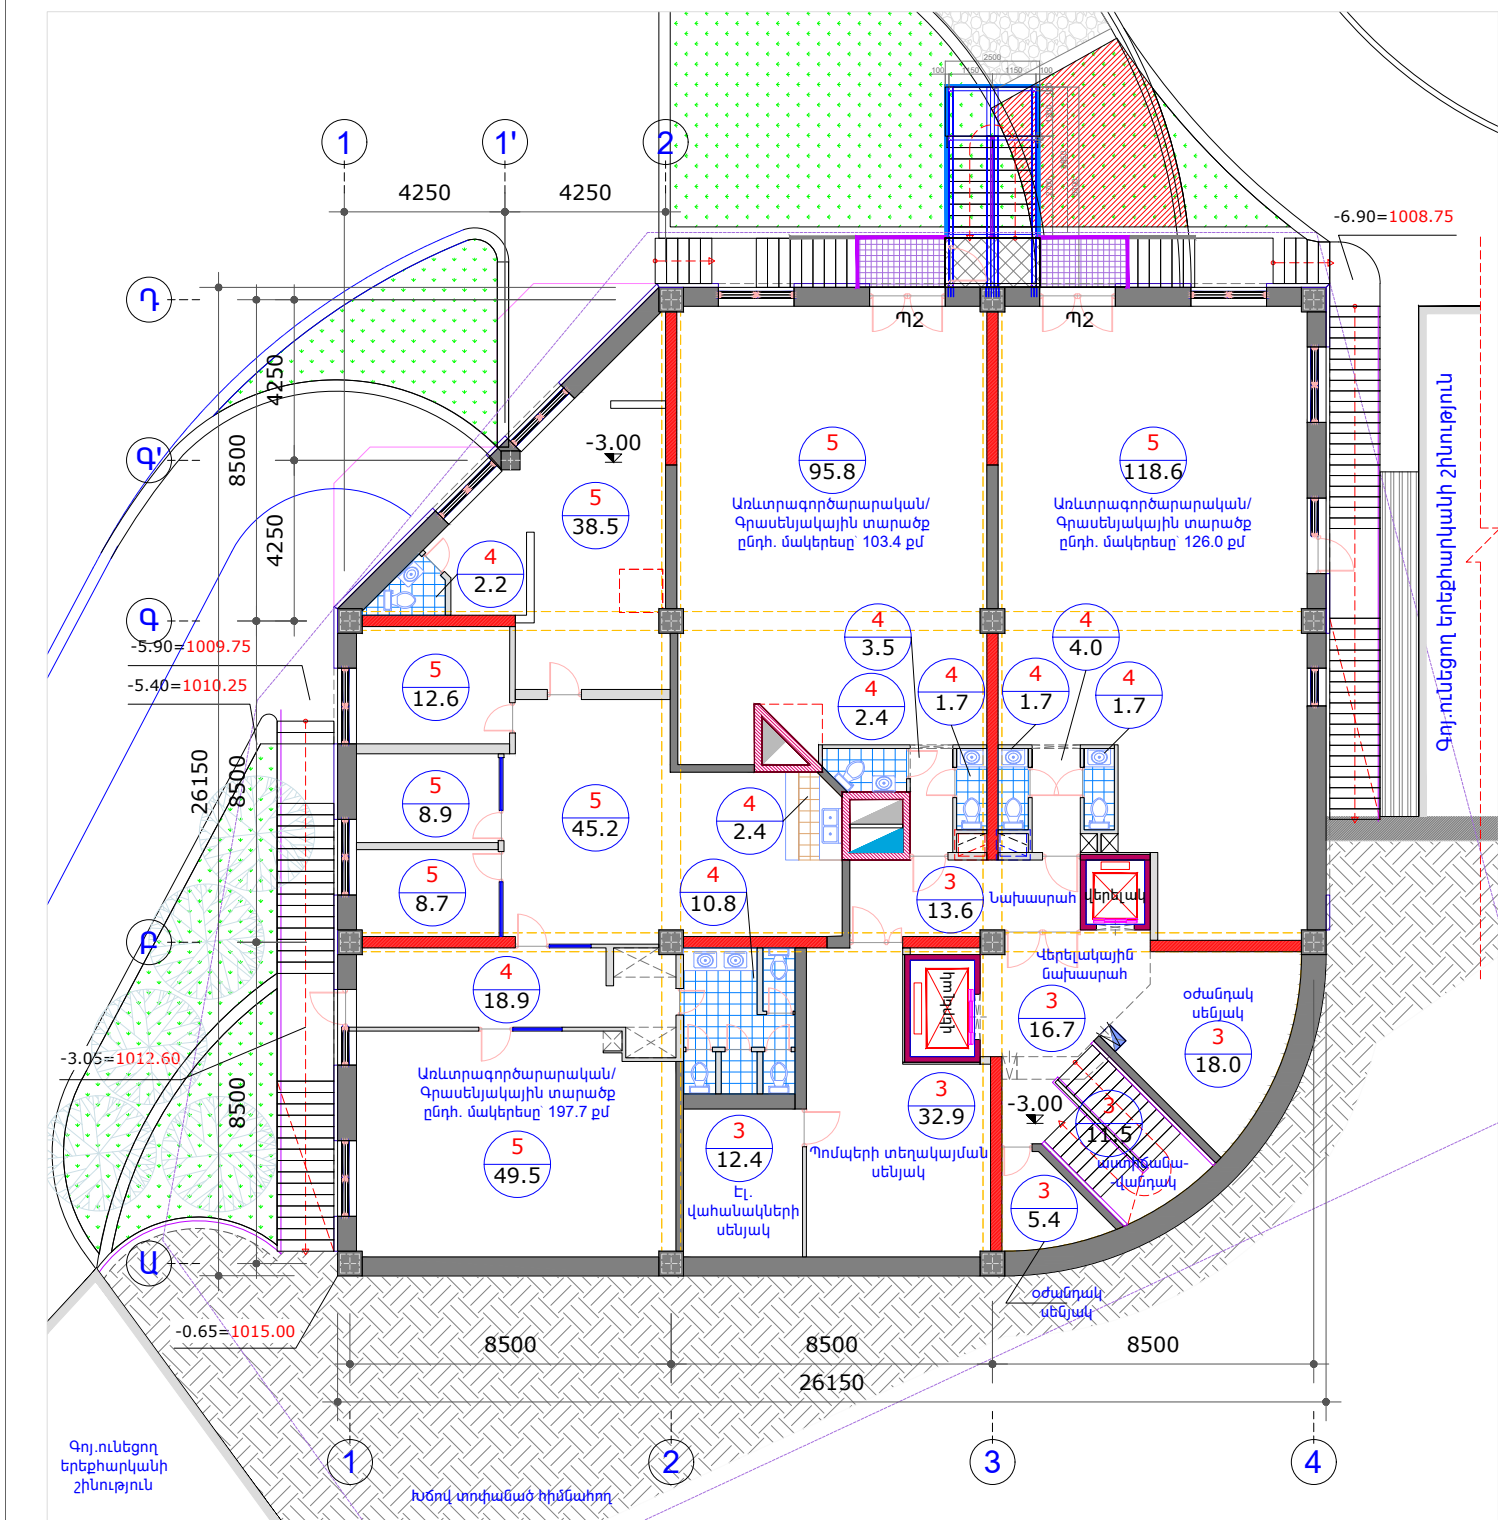 2500
100 1150 1150 100
1 1' 2
4250 4250
-6.90=1008.75
Դ
Պ2 Պ2
4250
Գ'
8500
-3.00
5
95.8
Առևտրագործարարական/
Գրասենյակային տարածք
ընդհ. մակերեսը՝ 103.4 քմ
5
118.6
Առևտրագործարարական/
Գրասենյակային տարածք
ընդհ. մակերեսը՝ 126.0 քմ
Գոյ.ունեցող երեքհարկանի շինություն
5
38.5
4250
4
2.2
Գ
-5.90=1009.75
-5.40=1010.25
4
3.5
4
4.0
5
12.6
4
2.4
4
1.7
4
1.7
4
1.7
26150
8500
5
8.9
5
45.2
4
2.4
5
8.7
4
10.8
3
13.6
Նախասրահ
վերելակ
Բ
Վերելակային
նախասրահ
4
18.9
վերելակ
3
16.7
օժանդակ
սենյակ
3
18.0
-3.05=1012.60
8500
Առևտրագործարարական/
Գրասենյակային տարածք
ընդհ. մակերեսը՝ 197.7 քմ
5
49.5
3
32.9
-3.00
3
11.5
աստիճանա-
-վանդակ
3
12.4
Էլ.
վահանակների
սենյակ
Պոմպերի տեղակայման
սենյակ
3
5.4
Ա
օժանդակ
սենյակ
-0.65=1015.00
8500 8500 8500
26150
1 2 3 4
Գոյ.ունեցող
երեքհարկանի
շինություն
Խճով տոփանած հիմնահող